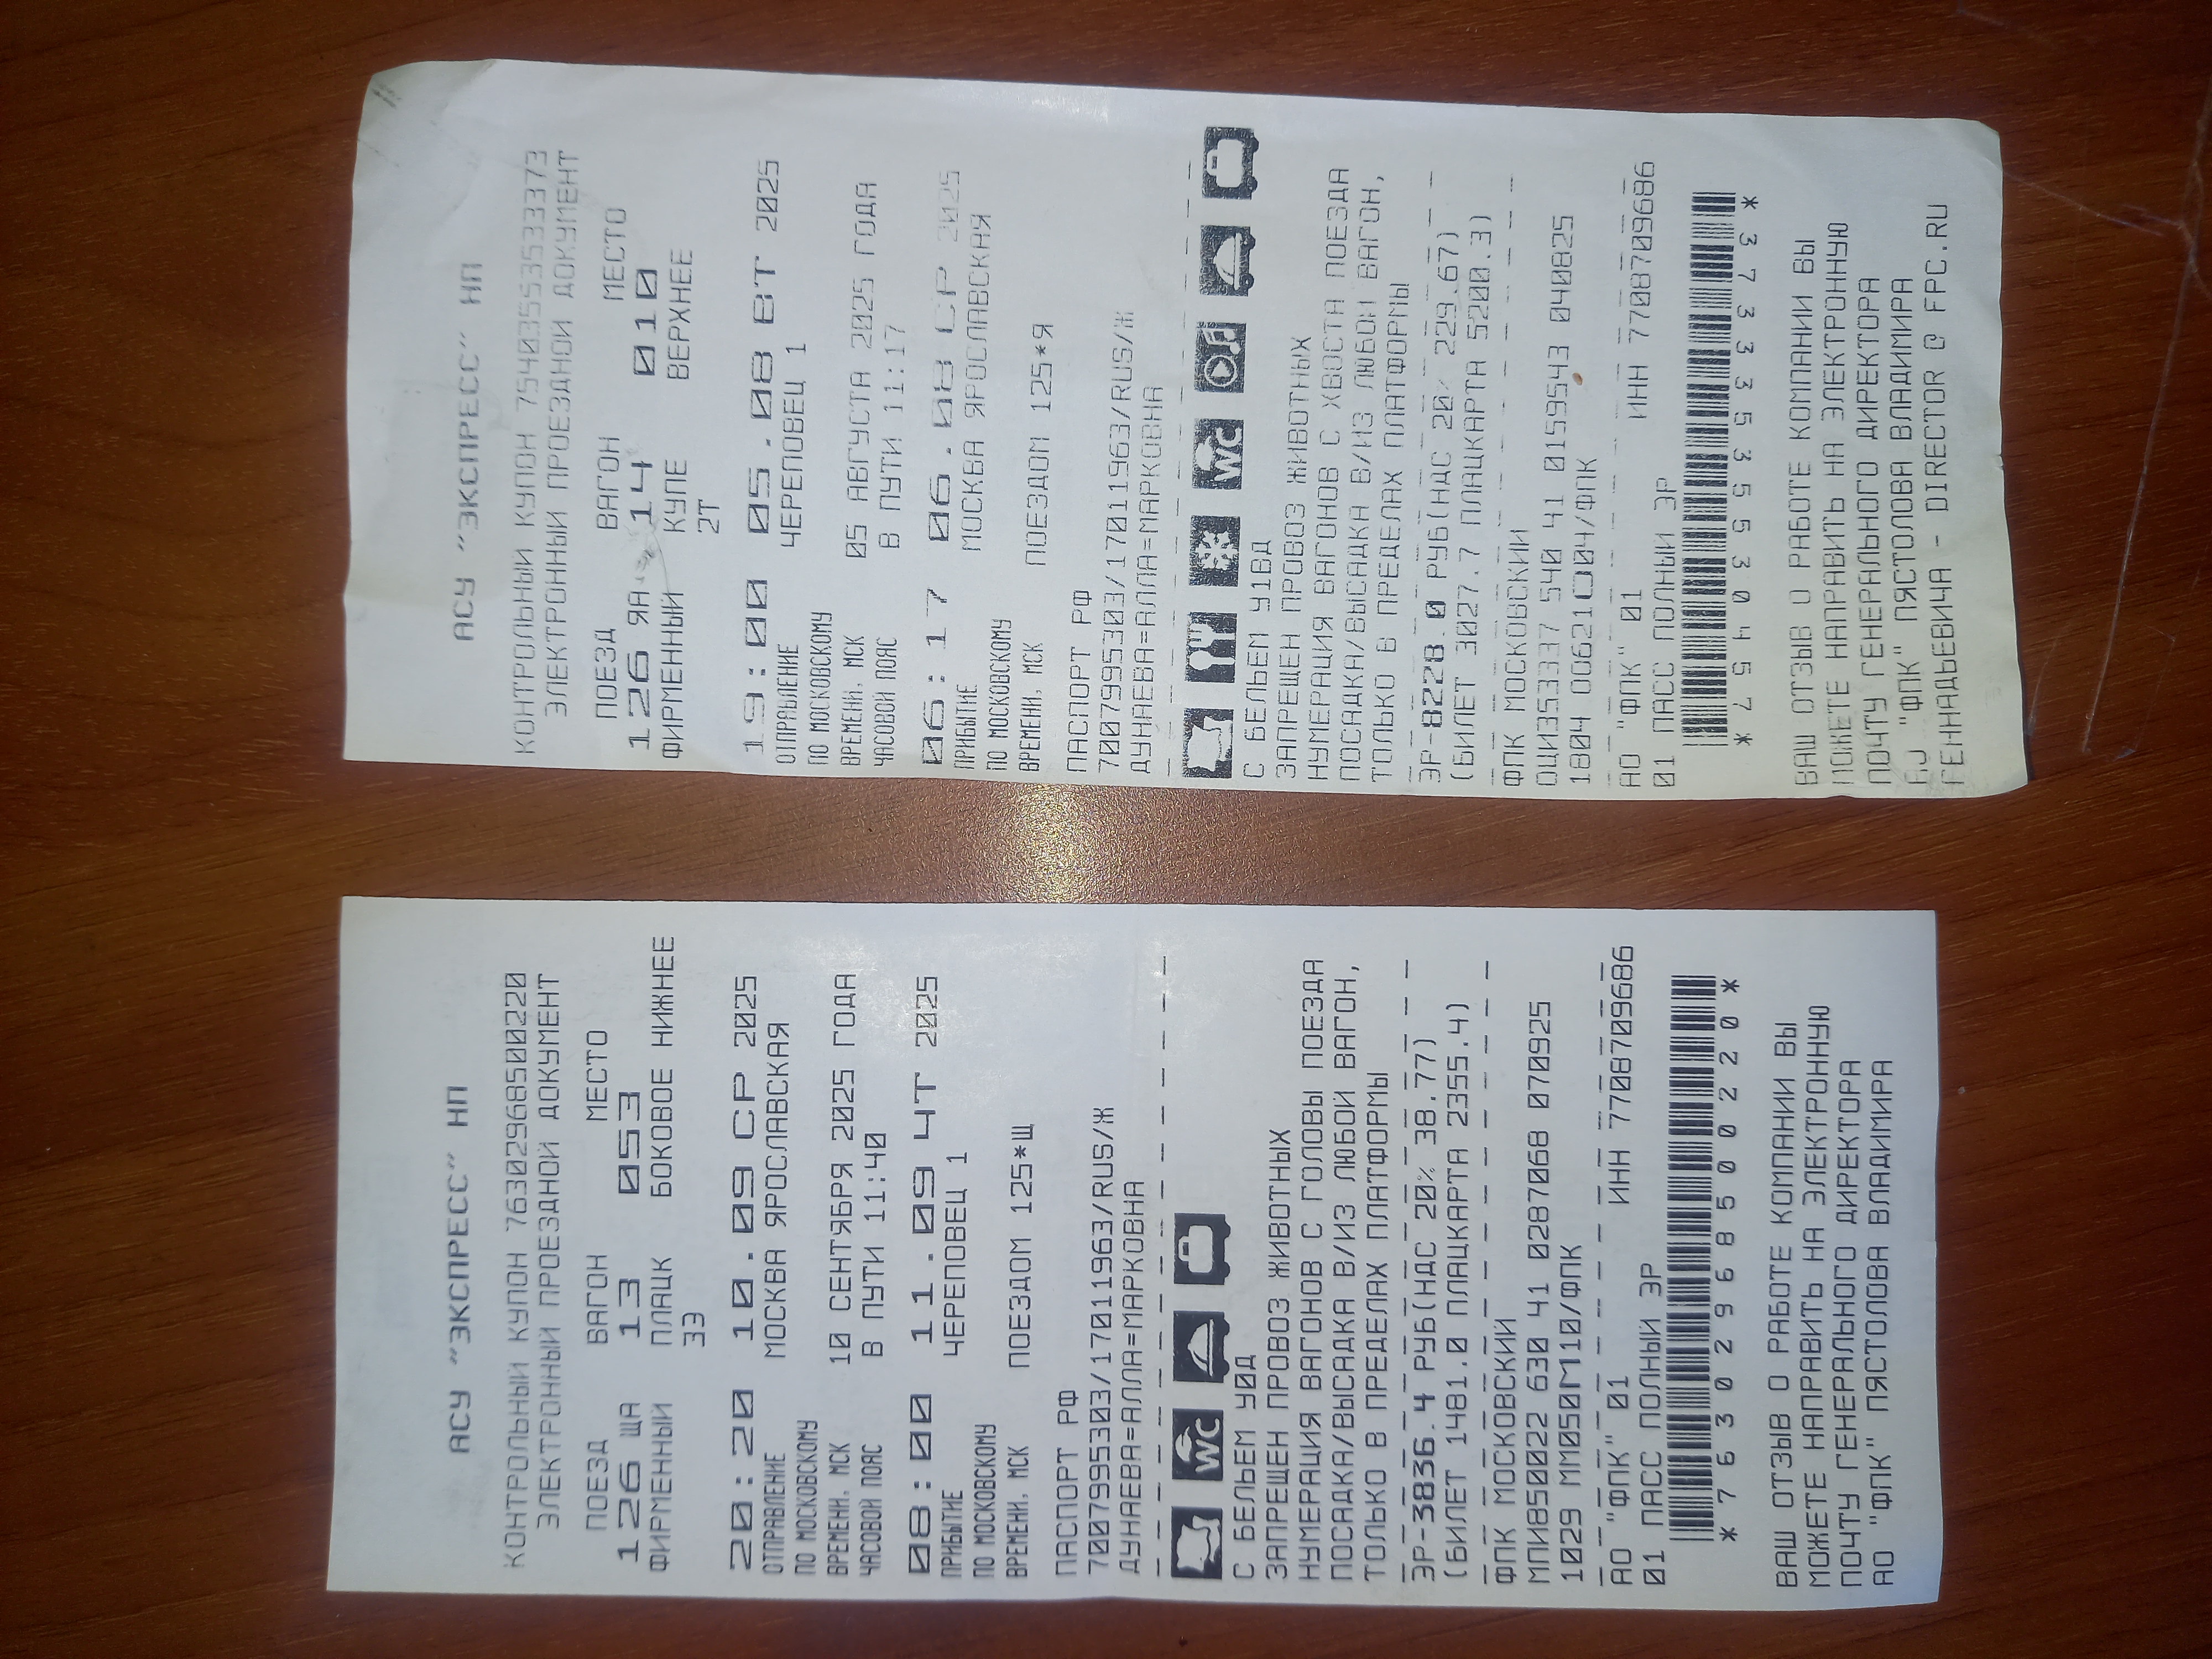 АСУ "ЭКСПРЕСС" НП
КОНТРОЛЬНЫЙ КУПОН 75403553533373
ЭЛЕКТРОННЫЙ ПРОЕЗДНОЙ ДОКУМЕНТ
ПОЕЗД ВАГОН МЕСТО
126 ЯА 14 010
ФИРМЕННЫЙ КУПЕ ВЕРХНЕЕ
2Т
19:00 05.08 ВТ 2025
ОТПРАВЛЕНИЕ ЧЕРЕПОВЕЦ 1
ПО МОСКОВСКОМУ
ВРЕМЕНИ, МСК 05 АВГУСТА 2025 ГОДА
ЧАСОВОЙ ПОЯС В ПУТИ 11:17
06:17 06.08 СР 2025
ПРИБЫТИЕ МОСКВА ЯРОСЛАВСКАЯ
ПО МОСКОВСКОМУ
ВРЕМЕНИ, МСК ПОЕЗДОМ 125*Я
ПАСПОРТ РФ
7007995303/17011963/RUS/Ж
ДУНАЕВА=АЛЛА=МАРКОВНА
WC
С БЕЛЬЕМ У1ВД
ЗАПРЕЩЕН ПРОВОЗ ЖИВОТНЫХ
НУМЕРАЦИЯ ВАГОНОВ С ХВОСТА ПОЕЗДА
ПОСАДКА/ВЫСАДКА В/ИЗ ЛЮБОЙ ВАГОН,
ТОЛЬКО В ПРЕДЕЛАХ ПЛАТФОРМЫ
ЭР-8228.0 РУБ(НДС 20% 229.67)
(БИЛЕТ 3027.7 ПЛАЦКАРТА 5200.3)
ФПК МОСКОВСКИЙ
ОЦИ3533337 540 41 0159543 040825
1804 ОО621О04/ФПК
АО "ФПК" 01 ИНН 7708709686
01 ПАСС ПОЛНЫЙ ЭР
*37333535530457*
ВАШ ОТЗЫВ О РАБОТЕ КОМПАНИИ ВЫ
МОЖЕТЕ НАПРАВИТЬ НА ЭЛЕКТРОННУЮ
ПОЧТУ ГЕНЕРАЛЬНОГО ДИРЕКТОРА
АО "ФПК" ПЯСТОЛОВА ВЛАДИМИРА
ГЕННАДЬЕВИЧА - DIRECTOR @ FPC.RU
АСУ "ЭКСПРЕСС" НП
КОНТРОЛЬНЫЙ КУПОН 76302968500220
ЭЛЕКТРОННЫЙ ПРОЕЗДНОЙ ДОКУМЕНТ
ПОЕЗД ВАГОН МЕСТО
126 ЩА 13 053
ФИРМЕННЫЙ ПЛАЦК БОКОВОЕ НИЖНЕЕ
3Э
20:20 10.09 СР 2025
ОТПРАВЛЕНИЕ МОСКВА ЯРОСЛАВСКАЯ
ПО МОСКОВСКОМУ
ВРЕМЕНИ, МСК 10 СЕНТЯБРЯ 2025 ГОДА
ЧАСОВОЙ ПОЯС В ПУТИ 11:40
08:00 11.09 ЧТ 2025
ПРИБЫТИЕ ЧЕРЕПОВЕЦ 1
ПО МОСКОВСКОМУ
ВРЕМЕНИ, МСК ПОЕЗДОМ 125*Щ
ПАСПОРТ РФ
7007995303/17011963/RUS/Ж
ДУНАЕВА=АЛЛА=МАРКОВНА
WC
С БЕЛЬЕМ У0Д
ЗАПРЕЩЕН ПРОВОЗ ЖИВОТНЫХ
НУМЕРАЦИЯ ВАГОНОВ С ГОЛОВЫ ПОЕЗДА
ПОСАДКА/ВЫСАДКА В/ИЗ ЛЮБОЙ ВАГОН,
ТОЛЬКО В ПРЕДЕЛАХ ПЛАТФОРМЫ
ЭР-3836.4 РУБ(НДС 20% 38.77)
(БИЛЕТ 1481.0 ПЛАЦКАРТА 2355.4)
ФПК МОСКОВСКИЙ
МПИ8500022 630 41 0287068 070925
1029 ММ050М110/ФПК
АО "ФПК" 01 ИНН 7708709686
01 ПАСС ПОЛНЫЙ ЭР
*76302968500220*
ВАШ ОТЗЫВ О РАБОТЕ КОМПАНИИ ВЫ
МОЖЕТЕ НАПРАВИТЬ НА ЭЛЕКТРОННУЮ
ПОЧТУ ГЕНЕРАЛЬНОГО ДИРЕКТОРА
АО "ФПК" ПЯСТОЛОВА ВЛАДИМИРА